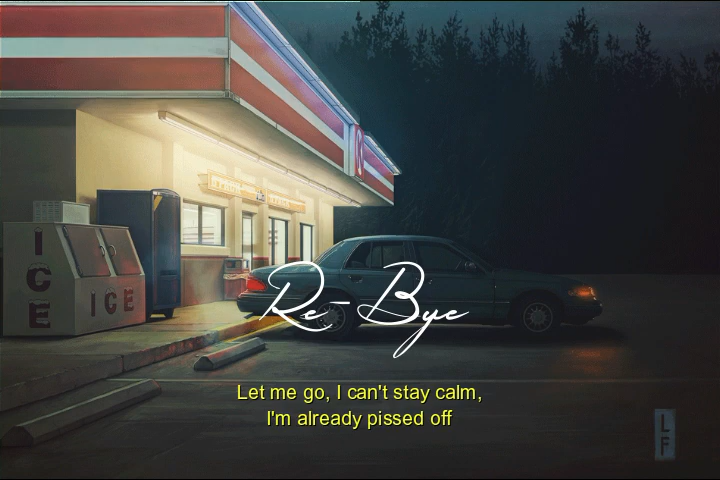 ICE
ICE
Re-Bye
Let me go, I can't stay calm,
I'm already pissed off
LF